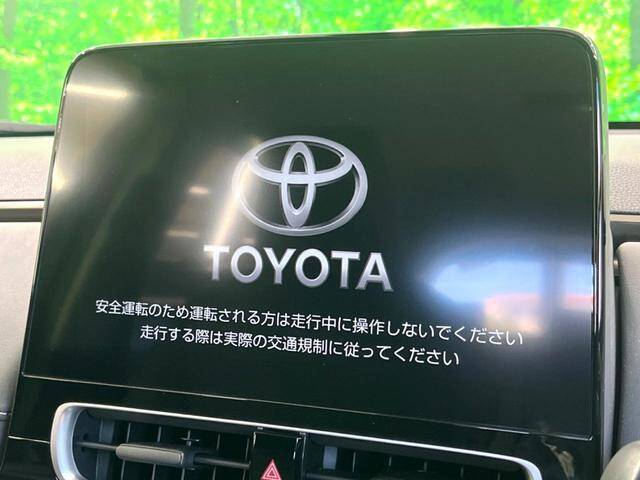 TOYOTA
安全運転のため運転される方は走行中に操作しないでください
走行する際は実際の交通規制に従ってください